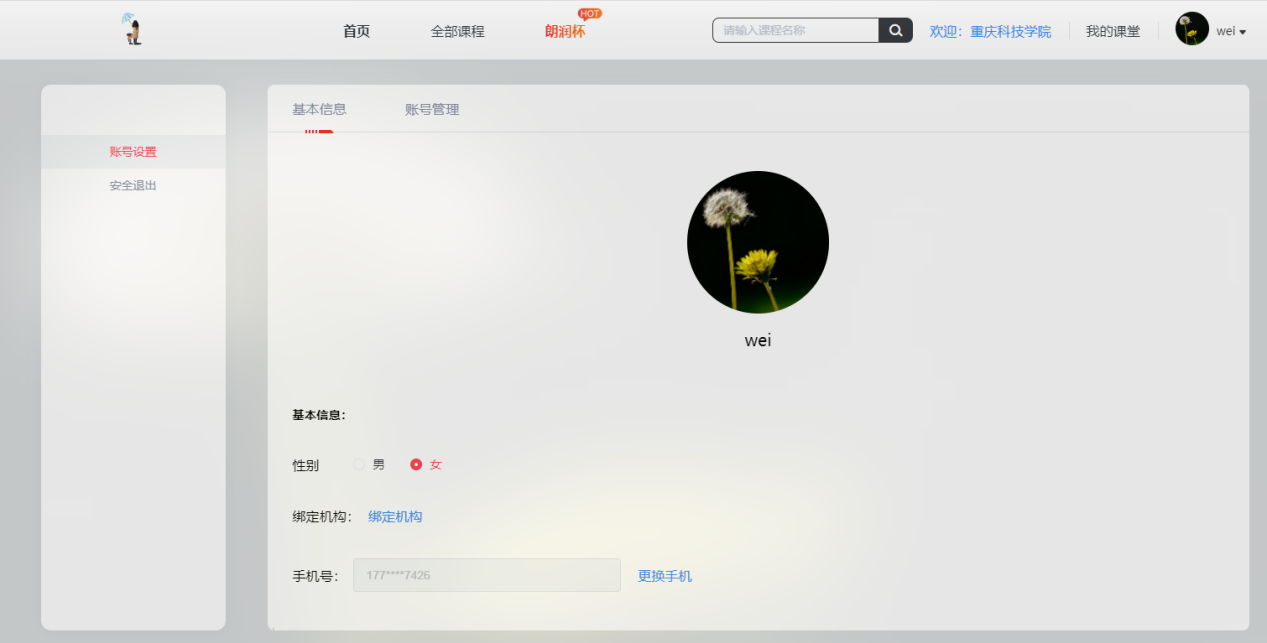 首页
全部课程
朗润杯
HOT
请输入课程名称
欢迎：重庆科技学院
我的课堂
wei
账号设置
安全退出
基本信息
账号管理
wei
基本信息：
性别 男 女
绑定机构： 绑定机构
手机号： 177****7426 更换手机